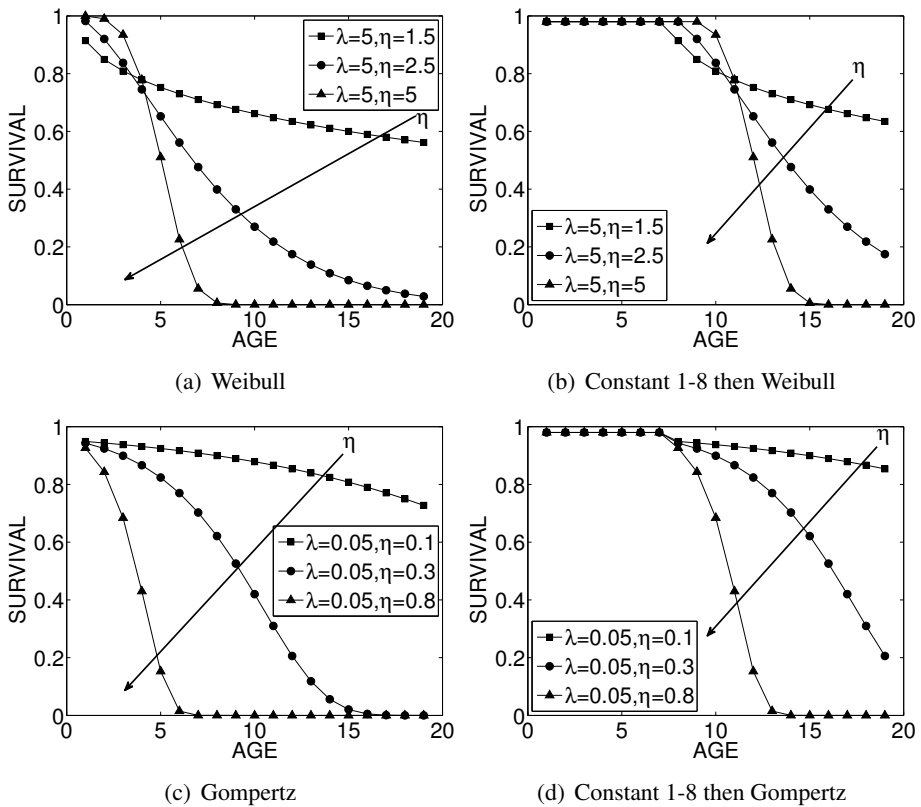 1
0.8
0.6
0.4
0.2
0
SURVIVAL
0 5 10 15 20
AGE
λ=5,η=1.5
λ=5,η=2.5
λ=5,η=5
η
(a) Weibull
1
0.8
0.6
0.4
0.2
0
SURVIVAL
0 5 10 15 20
AGE
η
λ=5,η=1.5
λ=5,η=2.5
λ=5,η=5
(b) Constant 1-8 then Weibull
1
0.8
0.6
0.4
0.2
0
SURVIVAL
0 5 10 15 20
AGE
η
λ=0.05,η=0.1
λ=0.05,η=0.3
λ=0.05,η=0.8
(c) Gompertz
1
0.8
0.6
0.4
0.2
0
SURVIVAL
0 5 10 15 20
AGE
η
λ=0.05,η=0.1
λ=0.05,η=0.3
λ=0.05,η=0.8
(d) Constant 1-8 then Gompertz